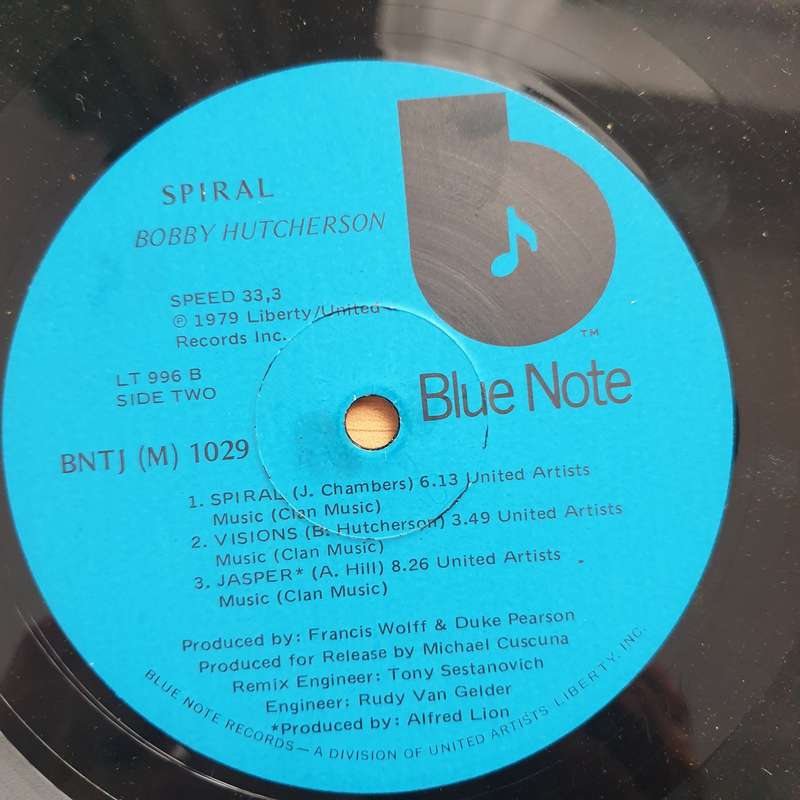 SPIRAL
BOBBY HUTCHERSON
SPEED 33,3
℗ 1979 Liberty/United
Records Inc.
LT 996 B
SIDE TWO
BNTJ (M) 1029
TM
Blue Note
1. SPIRAL (J. Chambers) 6.13 United Artists
Music (Clan Music)
2. VISIONS (B. Hutcherson) 3.49 United Artists
Music (Clan Music)
3. JASPER* (A. Hill) 8.26 United Artists
Music (Clan Music)
Produced by: Francis Wolff & Duke Pearson
Produced for Release by Michael Cuscuna
Remix Engineer: Tony Sestanovich
Engineer: Rudy Van Gelder
*Produced by: Alfred Lion
BLUE NOTE RECORDS—A DIVISION OF UNITED ARTISTS LIBERTY, INC.